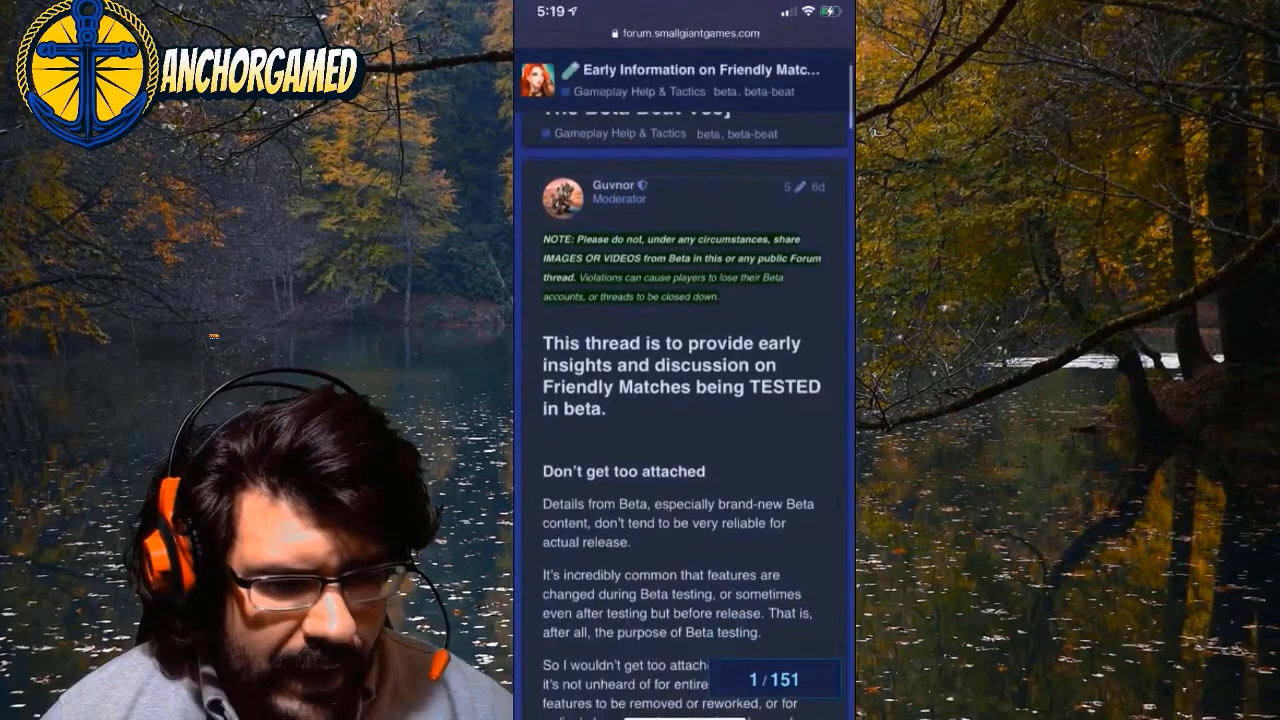 ANCHORGAMED
5:19
forum.smallgiantgames.com
Early Information on Friendly Matc...
Gameplay Help & Tactics beta, beta-beat
The Beta Beat V33]
Gameplay Help & Tactics beta, beta-beat
Guvnor
5 6d
Moderator
NOTE: Please do not, under any circumstances, share
IMAGES OR VIDEOS from Beta in this or any public Forum
thread. Violations can cause players to lose their Beta
accounts, or threads to be closed down.
This thread is to provide early
insights and discussion on
Friendly Matches being TESTED
in beta.
Don't get too attached
Details from Beta, especially brand-new Beta
content, don't tend to be very reliable for
actual release.
It's incredibly common that features are
changed during Beta testing, or sometimes
even after testing but before release. That is,
after all, the purpose of Beta testing.
So I wouldn't get too attach
it's not unheard of for entire
features to be removed or reworked, or for
1/151